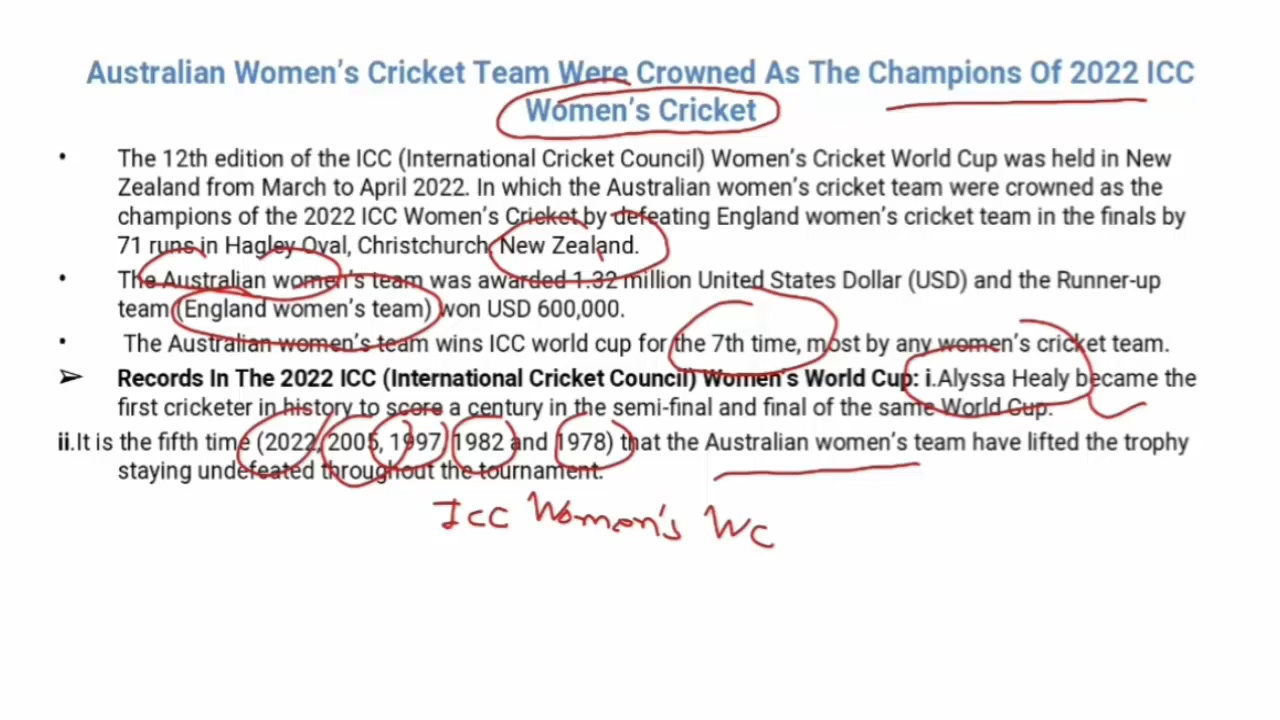 Australian Women's Cricket Team Were Crowned As The Champions Of 2022 ICC
Women's Cricket
• The 12th edition of the ICC (International Cricket Council) Women's Cricket World Cup was held in New
Zealand from March to April 2022. In which the Australian women's cricket team were crowned as the
champions of the 2022 ICC Women's Cricket by defeating England women's cricket team in the finals by
71 runs in Hagley Oval, Christchurch, New Zealand.
• The Australian women's team was awarded 1.32 million United States Dollar (USD) and the Runner-up
team (England women's team) won USD 600,000.
• The Australian women's team wins ICC world cup for the 7th time, most by any women's cricket team.
➢ Records In The 2022 ICC (International Cricket Council) Women's World Cup: i.Alyssa Healy became the
first cricketer in history to score a century in the semi-final and final of the same World Cup.
ii.It is the fifth time (2022, 2005, 1997 1982 and 1978) that the Australian women's team have lifted the trophy
staying undefeated throughout the tournament.
ICC Women's WC